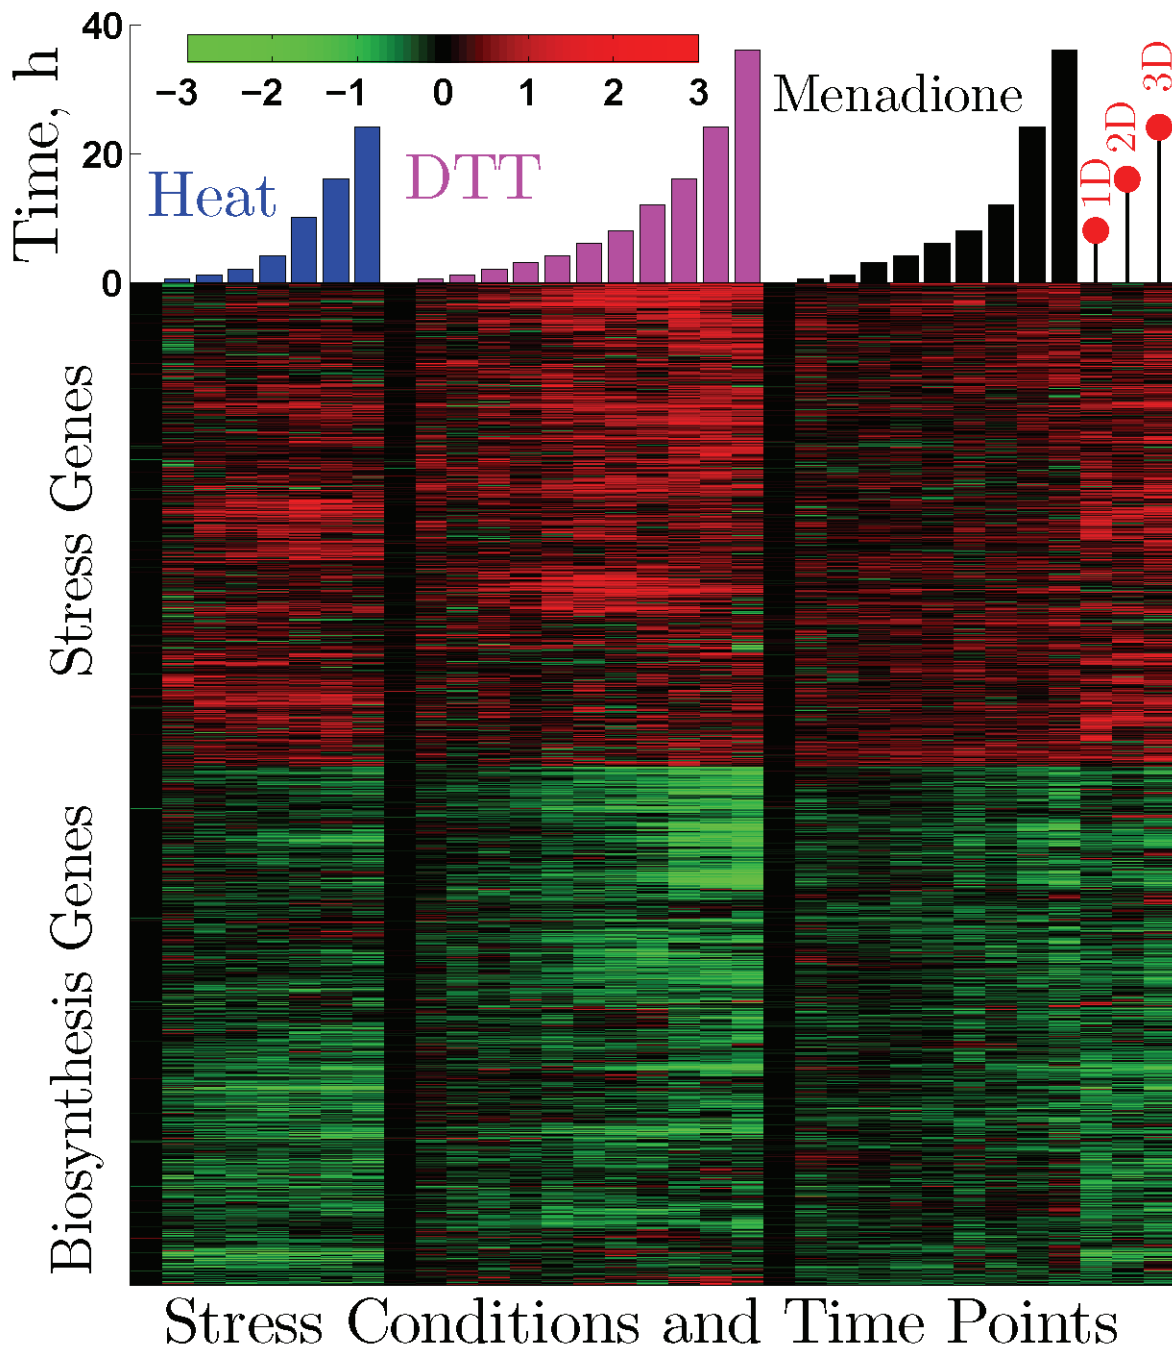 40
20
0
Time, h
−3 −2 −1 0 1 2 3
Heat
DTT
Menadione
1D
2D
3D
Stress Genes
Biosynthesis Genes
Stress Conditions and Time Points